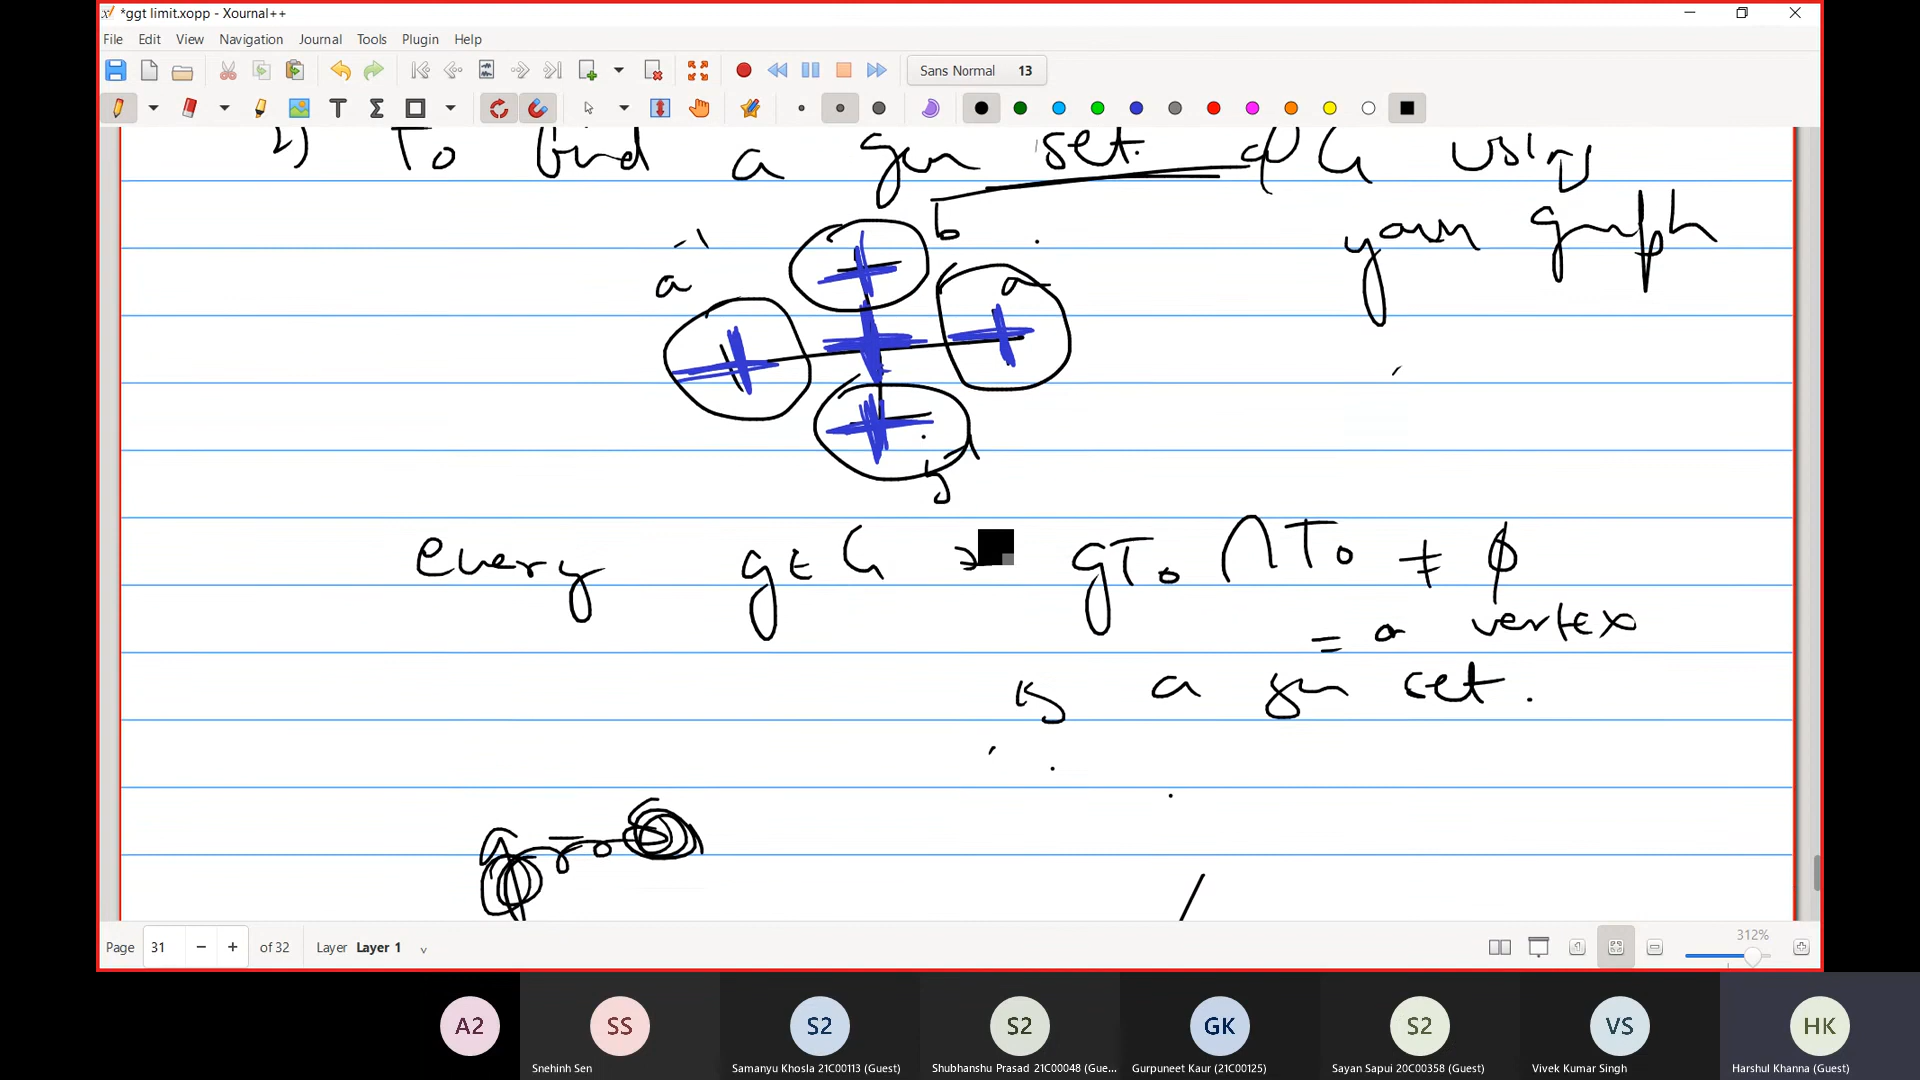 *ggt limit.xopp - Xournal++
File Edit View Navigation Journal Tools Plugin Help
Sans Normal 13
2) To find a gen set of G using
your graph
b
a⁻¹
a
b⁻¹
every g ∈ G ∋ gT₀ ∩ T₀ ≠ ϕ
= a vertex
is a gen set.
Page 31 − + of 32 Layer Layer 1
312%
A2 SS S2 S2 GK S2 VS HK
Snehinh Sen
Samanyu Khosla 21C00113 (Guest)
Shubhanshu Prasad 21C00048 (Gue...
Gurpuneet Kaur (21C00125)
Sayan Sapui 20C00358 (Guest)
Vivek Kumar Singh
Harshul Khanna (Guest)